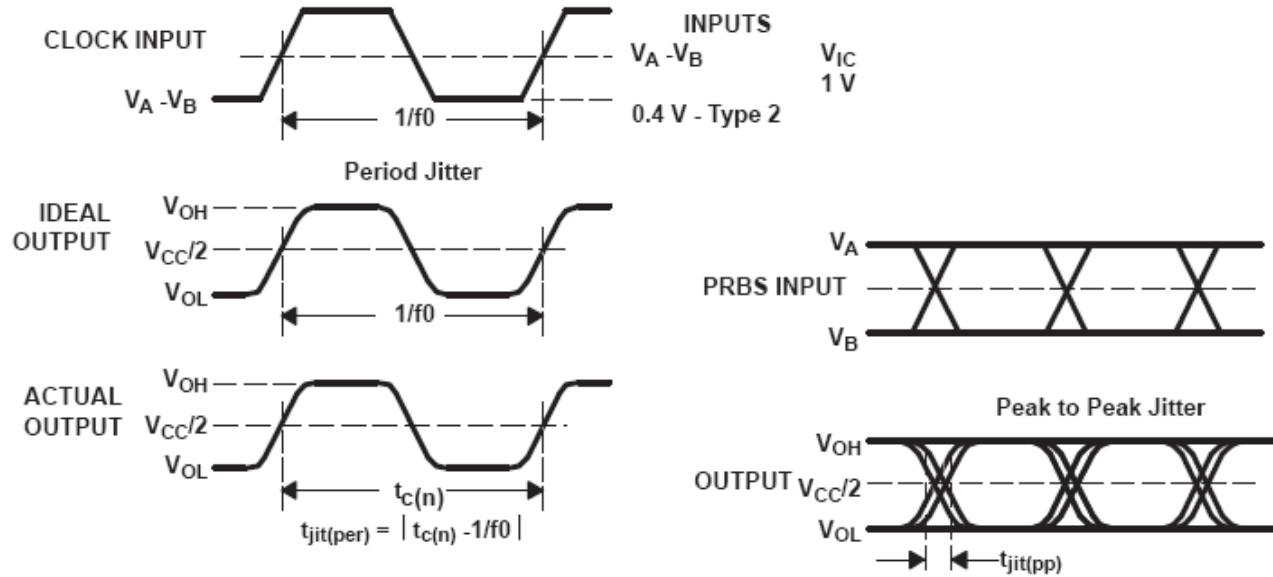 CLOCK INPUT
V_A -V_B
1/f0
INPUTS
V_A -V_B
V_IC
1 V
0.4 V - Type 2
Period Jitter
IDEAL
OUTPUT
V_OH
V_CC/2
V_OL
1/f0
ACTUAL
OUTPUT
V_OH
V_CC/2
V_OL
t_c(n)
t_jit(per) = | t_c(n) -1/f0 |
V_A
PRBS INPUT
V_B
Peak to Peak Jitter
V_OH
OUTPUT V_CC/2
V_OL
t_jit(pp)